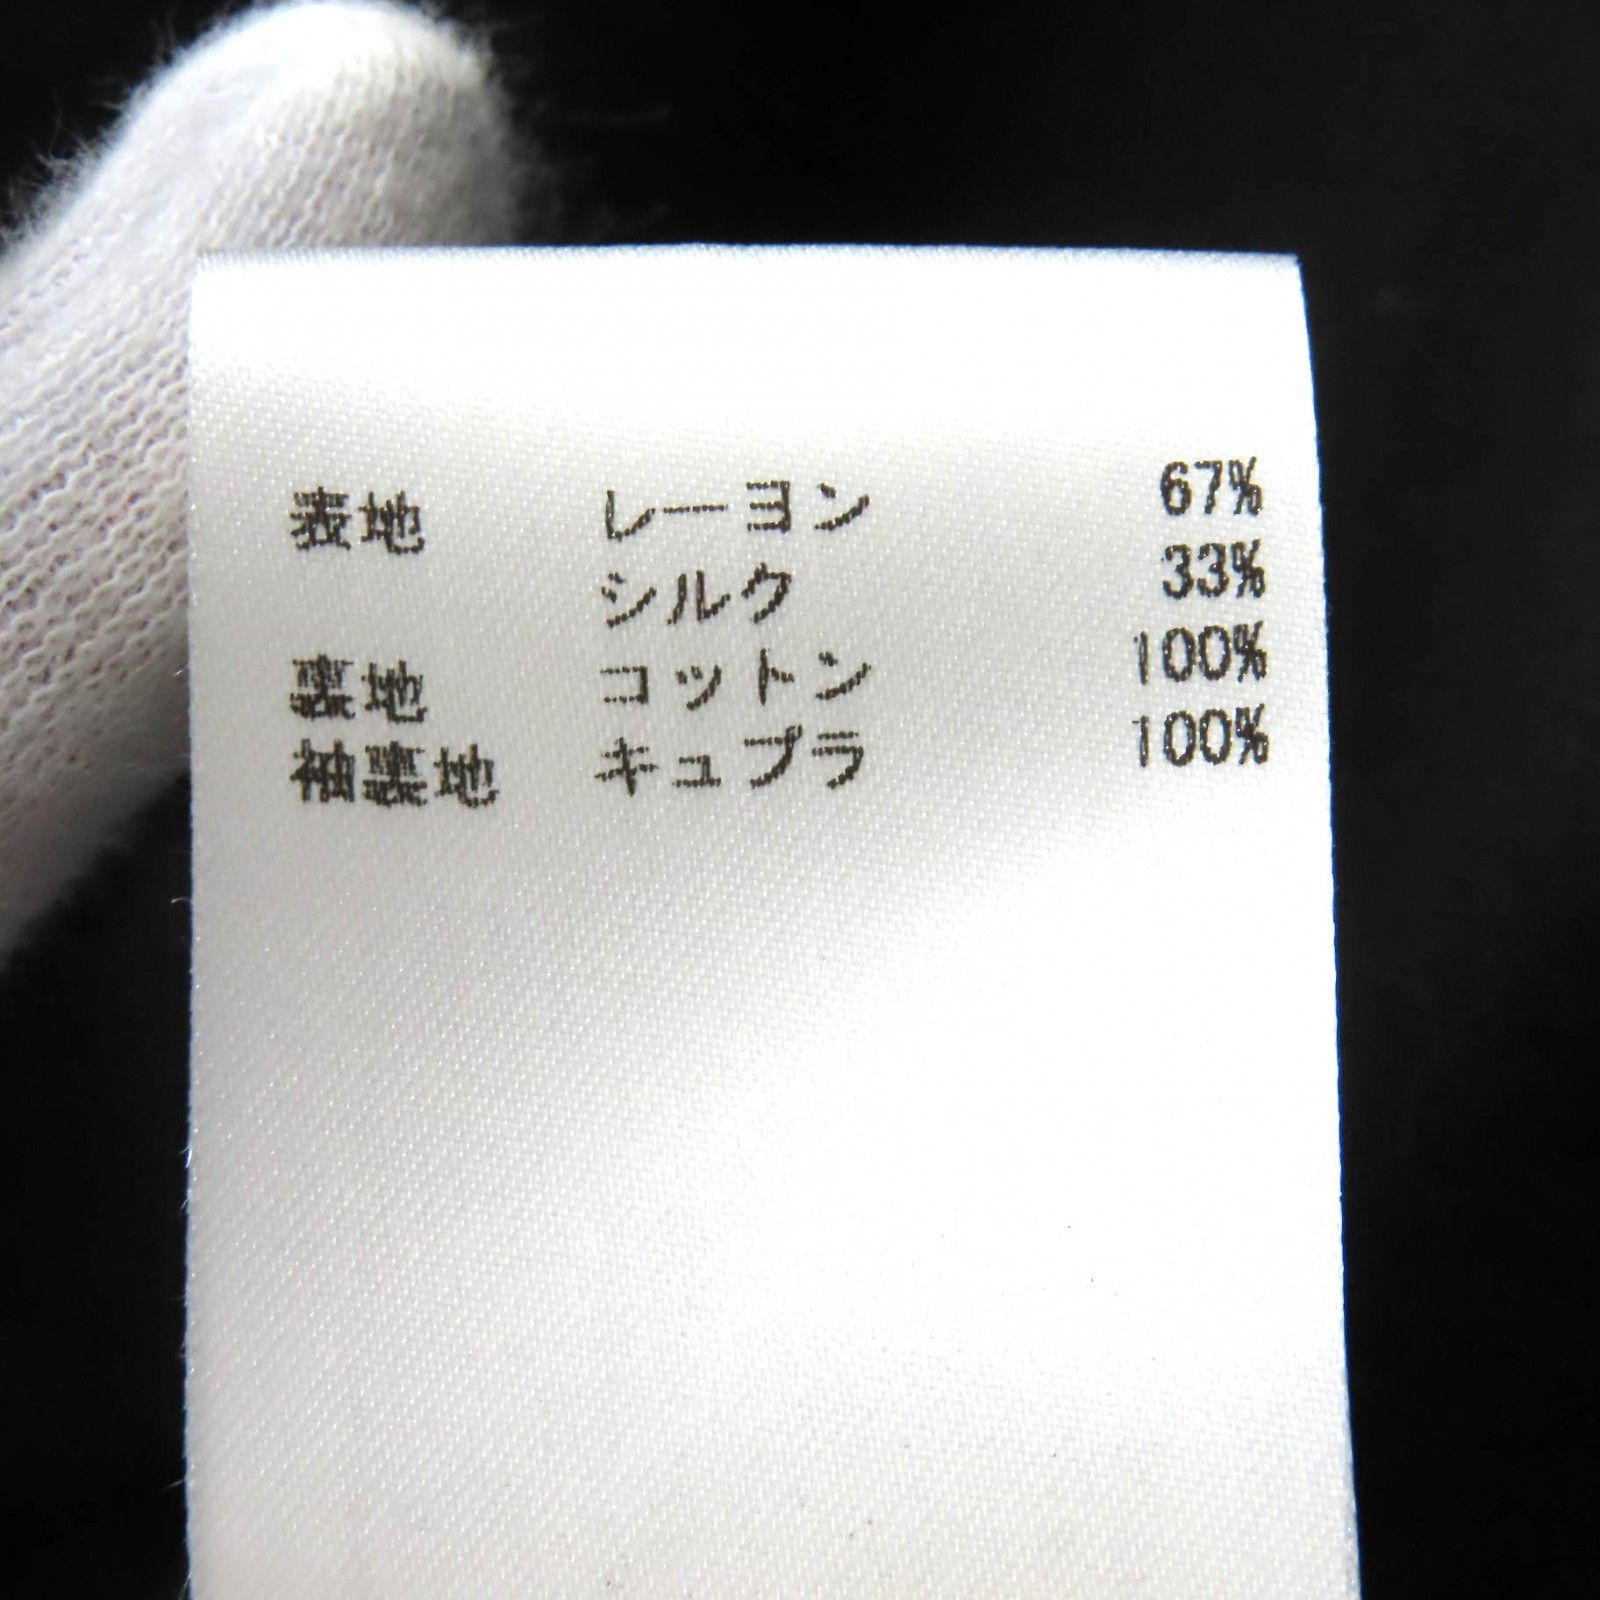 表地 レーヨン 67%
シルク 33%
裏地 コットン 100%
袖裏地 キュプラ 100%